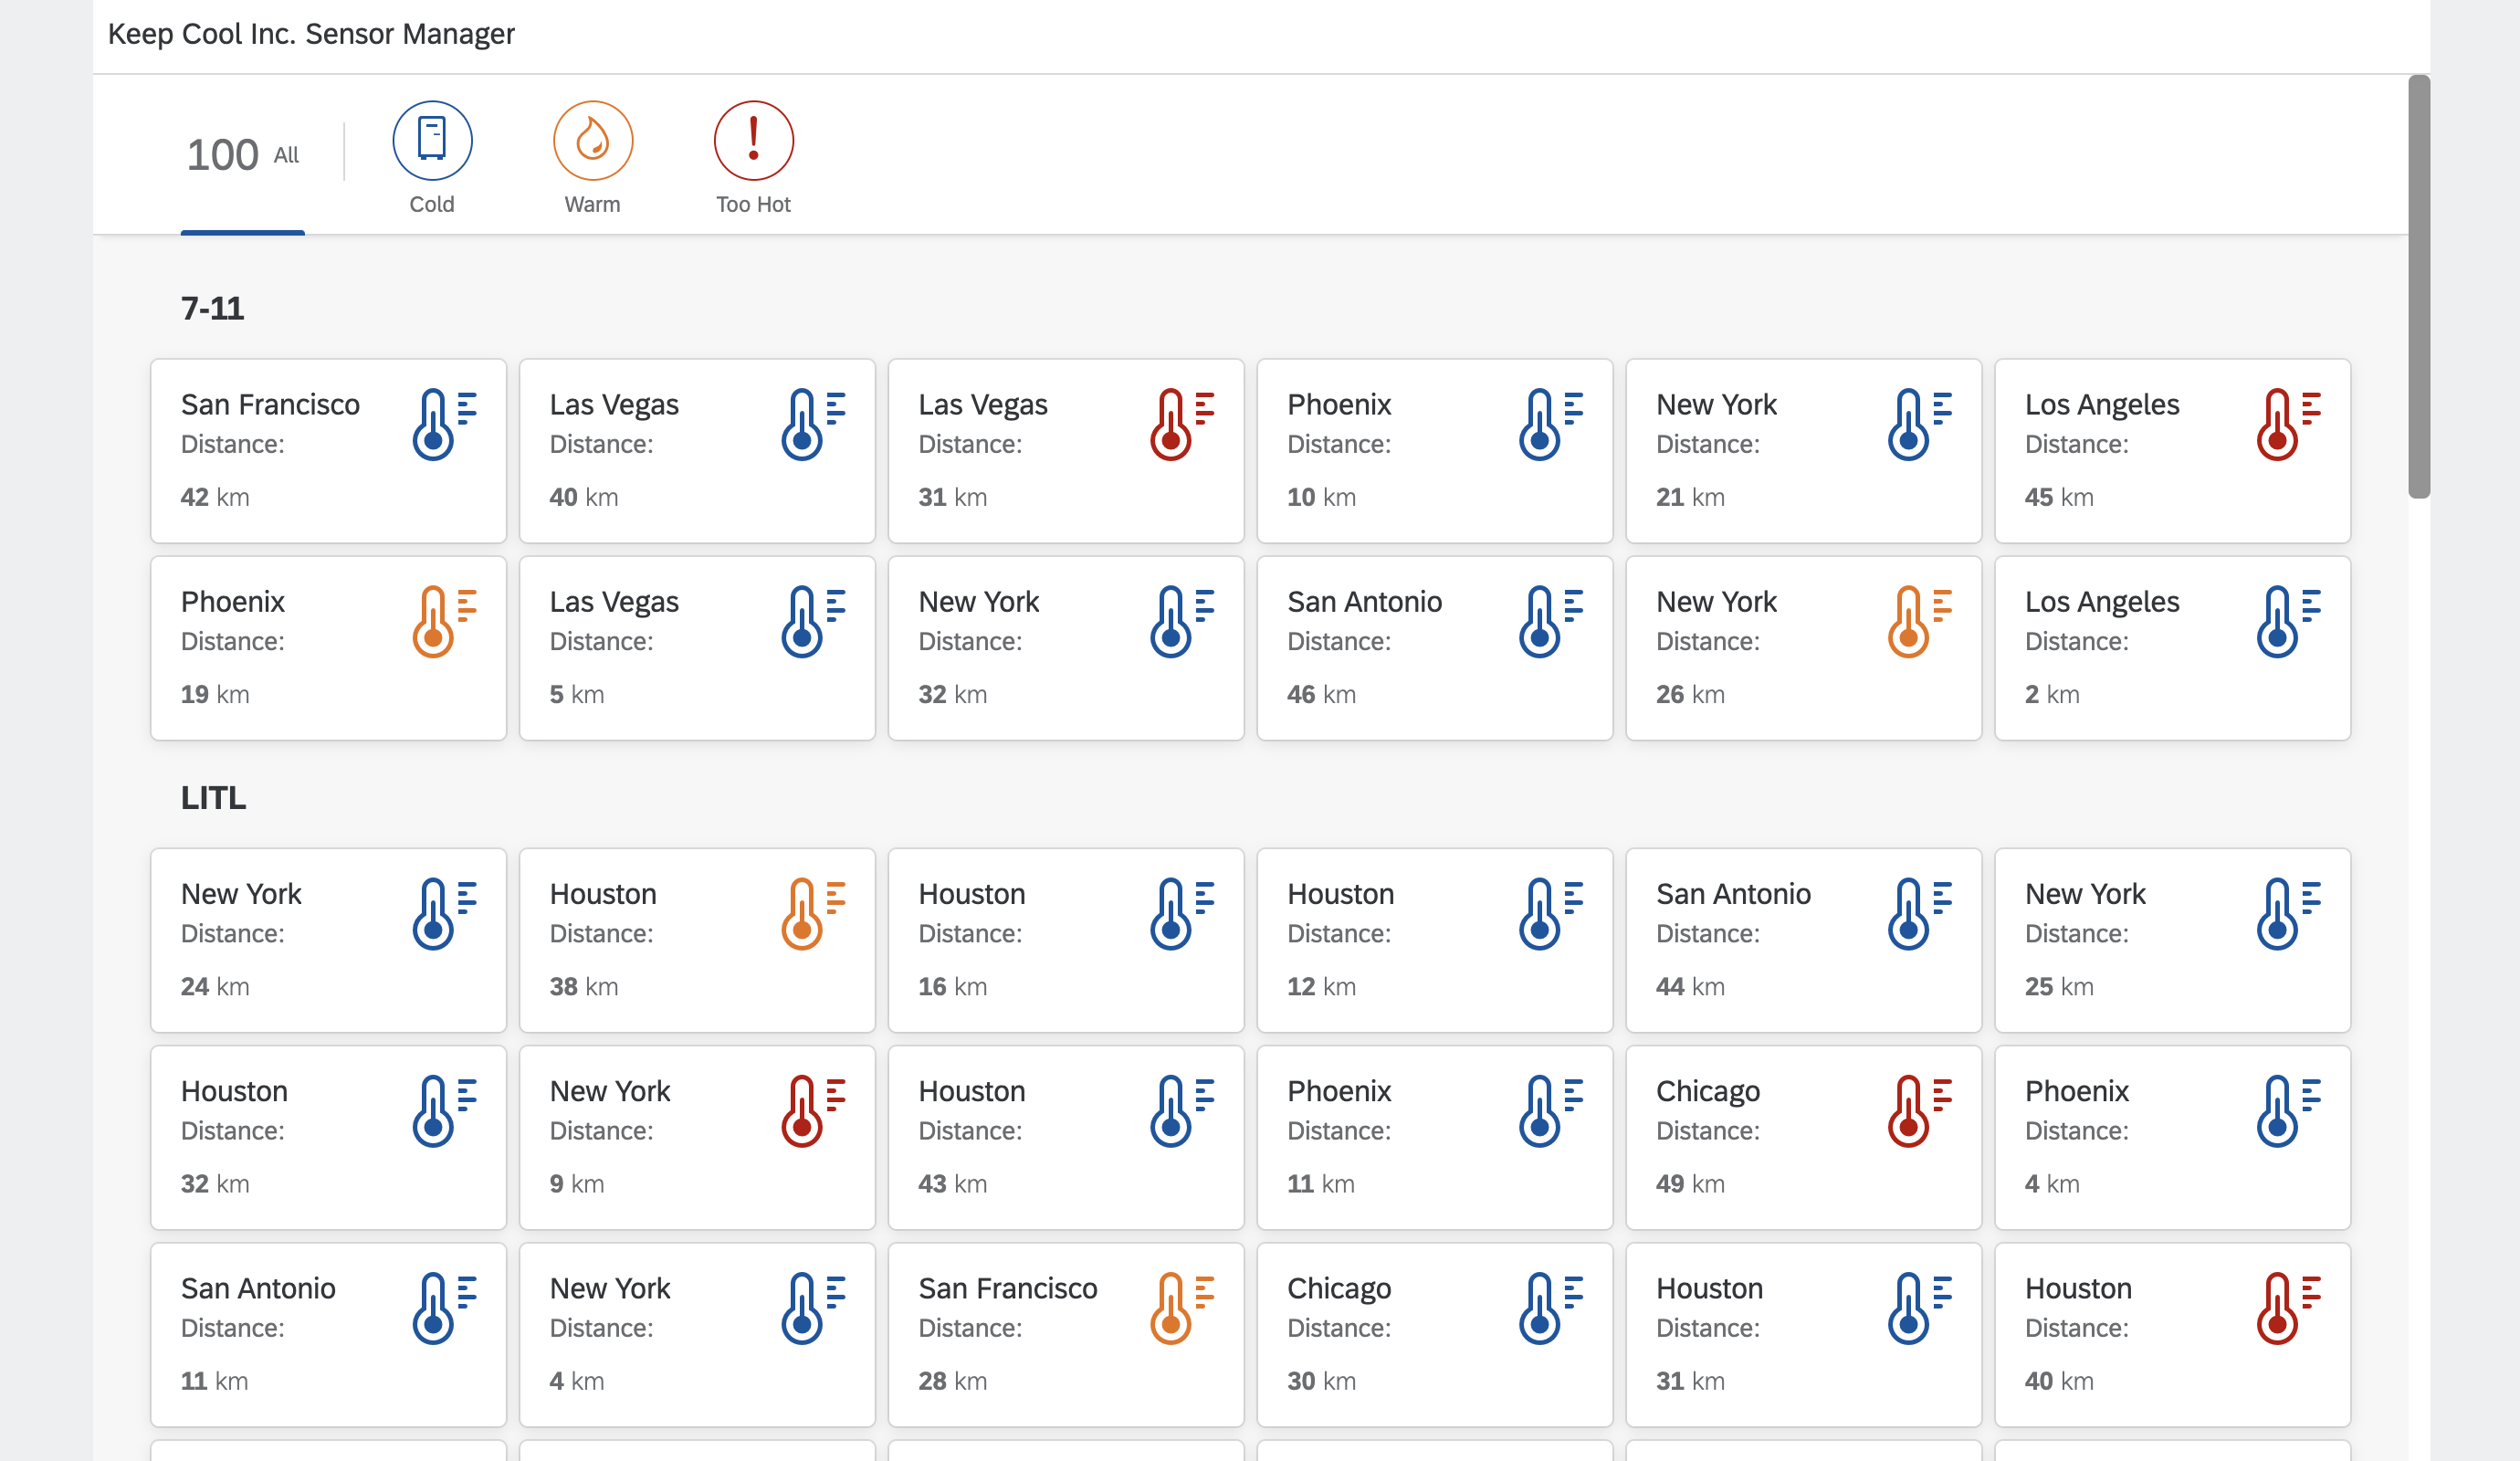 Keep Cool Inc. Sensor Manager
100 All
Cold Warm Too Hot
7-11
San Francisco Las Vegas Las Vegas Phoenix New York Los Angeles
Distance: Distance: Distance: Distance: Distance: Distance:
42 km 40 km 31 km 10 km 21 km 45 km
Phoenix Las Vegas New York San Antonio New York Los Angeles
Distance: Distance: Distance: Distance: Distance: Distance:
19 km 5 km 32 km 46 km 26 km 2 km
LITL
New York Houston Houston Houston San Antonio New York
Distance: Distance: Distance: Distance: Distance: Distance:
24 km 38 km 16 km 12 km 44 km 25 km
Houston New York Houston Phoenix Chicago Phoenix
Distance: Distance: Distance: Distance: Distance: Distance:
32 km 9 km 43 km 11 km 49 km 4 km
San Antonio New York San Francisco Chicago Houston Houston
Distance: Distance: Distance: Distance: Distance: Distance:
11 km 4 km 28 km 30 km 31 km 40 km